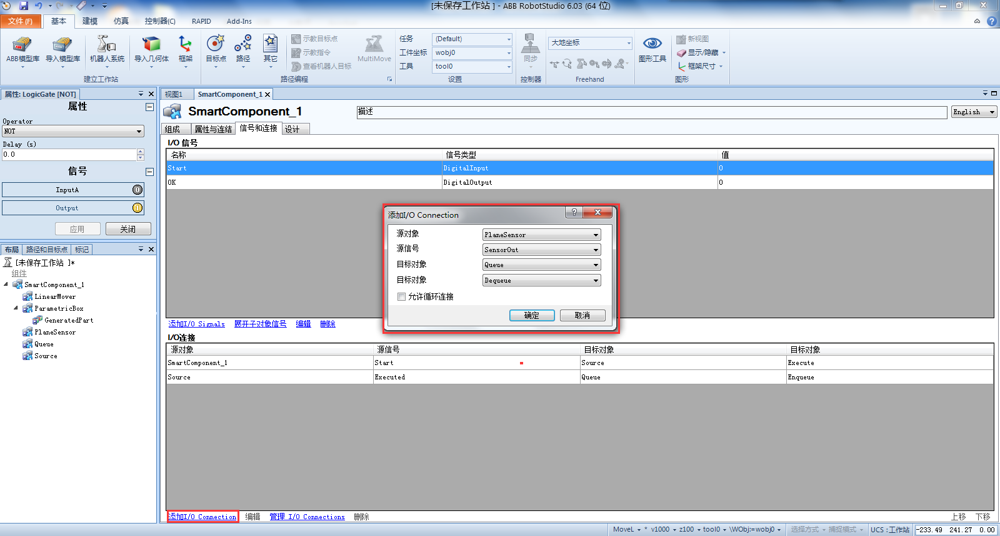 [未保存工作站 ] - ABB RobotStudio 6.03 (64 位)
文件(F) 基本 建模 仿真 控制器(C) RAPID Add-Ins
ABB模型库 导入模型库 机器人系统 导入几何体 框架
建立工作站
目标点 路径 其它
示教目标点
示教指令
查看机器人目标
MultiMove
路径编程
任务 (Default)
工件坐标 wobj0
工具 tool0
设置
同步
控制器
大地坐标
Freehand
图形工具
新视图
显示/隐藏
框架尺寸
图形
属性: LogicGate [NOT]
属性
Operator
NOT
Delay (s)
0.0
信号
InputA 0
Output 1
应用 关闭
布局 路径和目标点 标记
[未保存工作站 ]*
组件
SmartComponent_1
LinearMover
ParametricBox
GeneratedPart
PlaneSensor
Queue
Source
视图1 SmartComponent_1
SmartComponent_1 描述 English
组成 属性与连结 信号和连接 设计
I/O 信号
名称 信号类型 值
Start DigitalInput 0
OK DigitalOutput 0
添加I/O Connection
源对象 PlaneSensor
源信号 SensorOut
目标对象 Queue
目标对象 Dequeue
允许循环连接
确定 取消
添加I/O Signals 展开子对象信号 编辑 删除
I/O连接
源对象 源信号 目标对象 目标对象
SmartComponent_1 Start Source Execute
Source Executed Queue Enqueue
添加I/O Connection 编辑 管理 I/O Connections 删除 上移 下移
MoveL * v1000 z100 tool0 \WObj:=wobj0 选择方式 捕捉模式 UCS : 工作站 -233.49 241.27 0.00